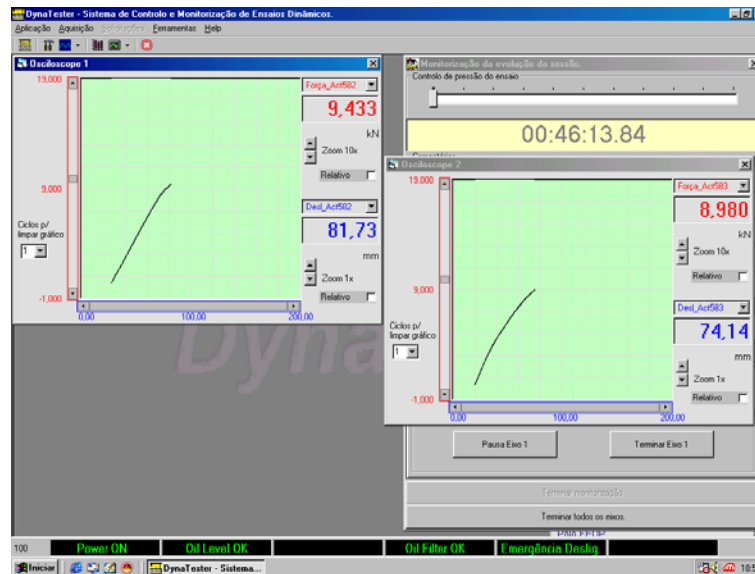 DynaTester - Sistema de Controlo e Monitorização de Ensaios Dinâmicos.
Aplicação Aquisição Solicitações Ferramentas Help
Osciloscope 1
19,000
9,000
-1,000
Ciclos p/
limpar gráfico
1
0,00 100,00 200,00
Força_Act582
9,433
kN
Zoom 10x
Relativo
Desl_Act582
81,73
mm
Zoom 1x
Relativo
Monitorização da evolução da sessão.
Controlo de pressão do ensaio
00:46:13.84
Comentários
Osciloscope 2
19,000
9,000
-1,000
Ciclos p/
limpar gráfico
1
0,00 100,00 200,00
Força_Act583
8,980
kN
Zoom 10x
Relativo
Desl_Act583
74,14
mm
Zoom 1x
Relativo
Dyna
Pausa Eixo 1 Terminar Eixo 1
Terminar monitorização
Terminar todos os eixos.
100 Power ON Oil Level OK Oil Filter OK Emergência Deslig.
Iniciar DynaTester - Sistema...